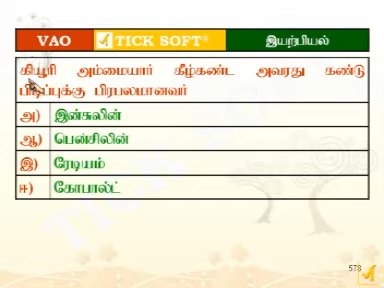 VAO TICK SOFT இயற்பியல்
கியூரி அம்மையார் கீழ்கண்ட அவரது கண்டு
பிடிப்புக்கு பிரபலமானவர்
அ) இன்சுலின்
ஆ) பென்சிலின்
இ) ரேடியம்
ஈ) கோபால்ட்
578